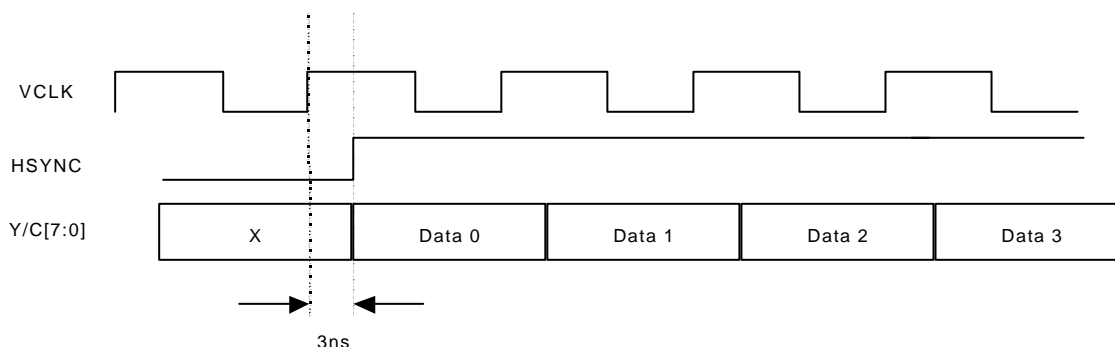 VCLK
HSYNC
Y/C[7:0]
X
Data 0
Data 1
Data 2
Data 3
3ns